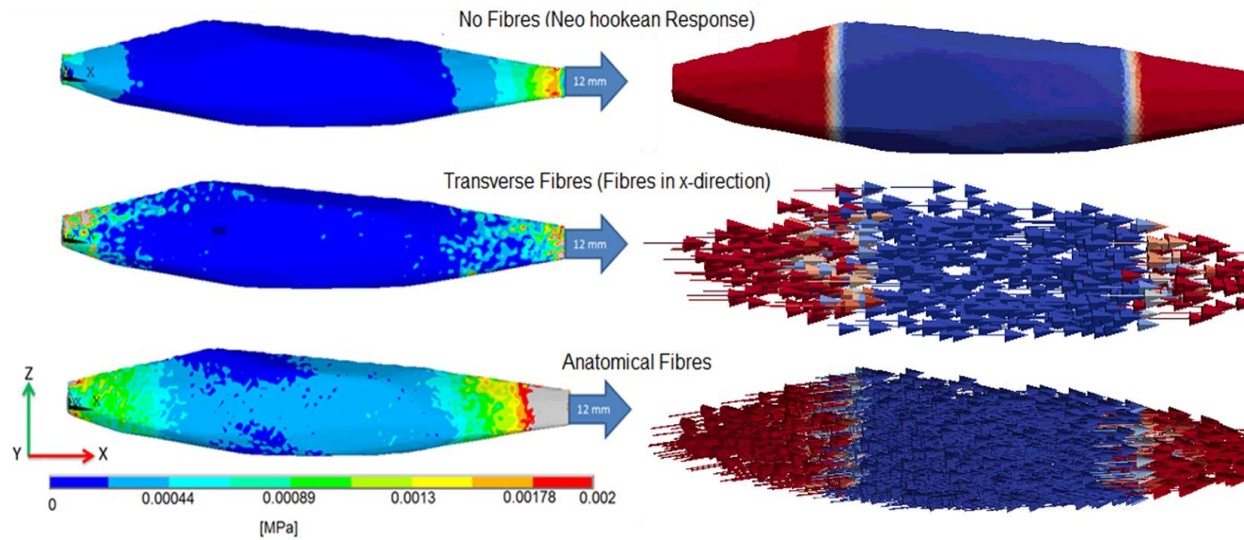 No Fibres (Neo hookean Response)
X
12 mm
Transverse Fibres (Fibres in x-direction)
12 mm
Anatomical Fibres
X
12 mm
Z
Y
X
0
0.00044
0.00089
0.0013
0.00178
0.002
[MPa]